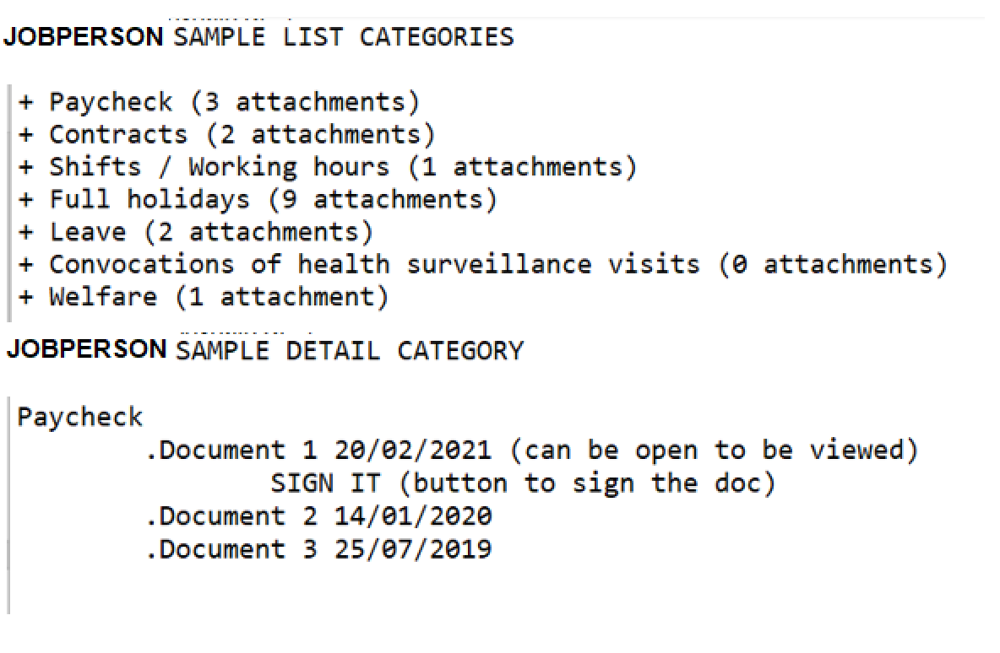 JOBPERSON SAMPLE LIST CATEGORIES
+ Paycheck (3 attachments)
+ Contracts (2 attachments)
+ Shifts / Working hours (1 attachments)
+ Full holidays (9 attachments)
+ Leave (2 attachments)
+ Convocations of health surveillance visits (0 attachments)
+ Welfare (1 attachment)
JOBPERSON SAMPLE DETAIL CATEGORY
Paycheck
.Document 1 20/02/2021 (can be open to be viewed)
SIGN IT (button to sign the doc)
.Document 2 14/01/2020
.Document 3 25/07/2019